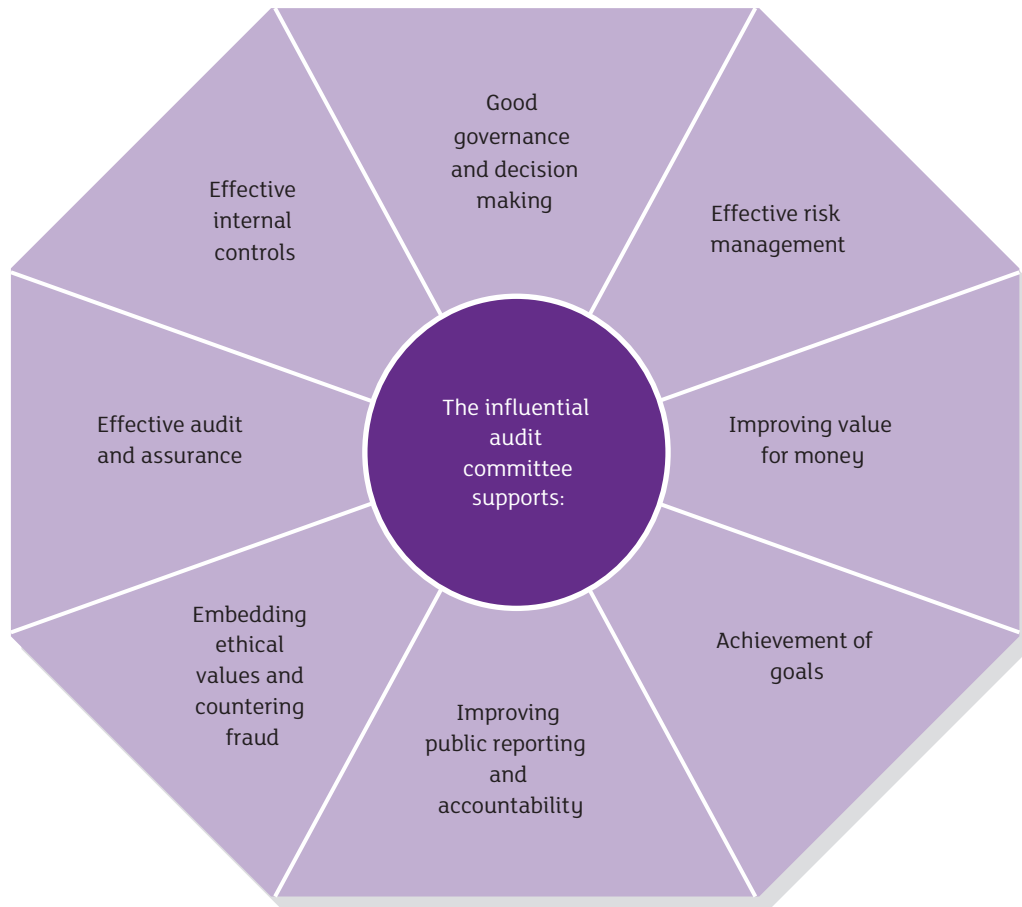 Good
governance
and decision
making
Effective risk
management
Improving value
for money
Achievement of
goals
Improving
public reporting
and
accountability
Embedding
ethical
values and
countering
fraud
Effective audit
and assurance
Effective
internal
controls
The influential
audit
committee
supports: